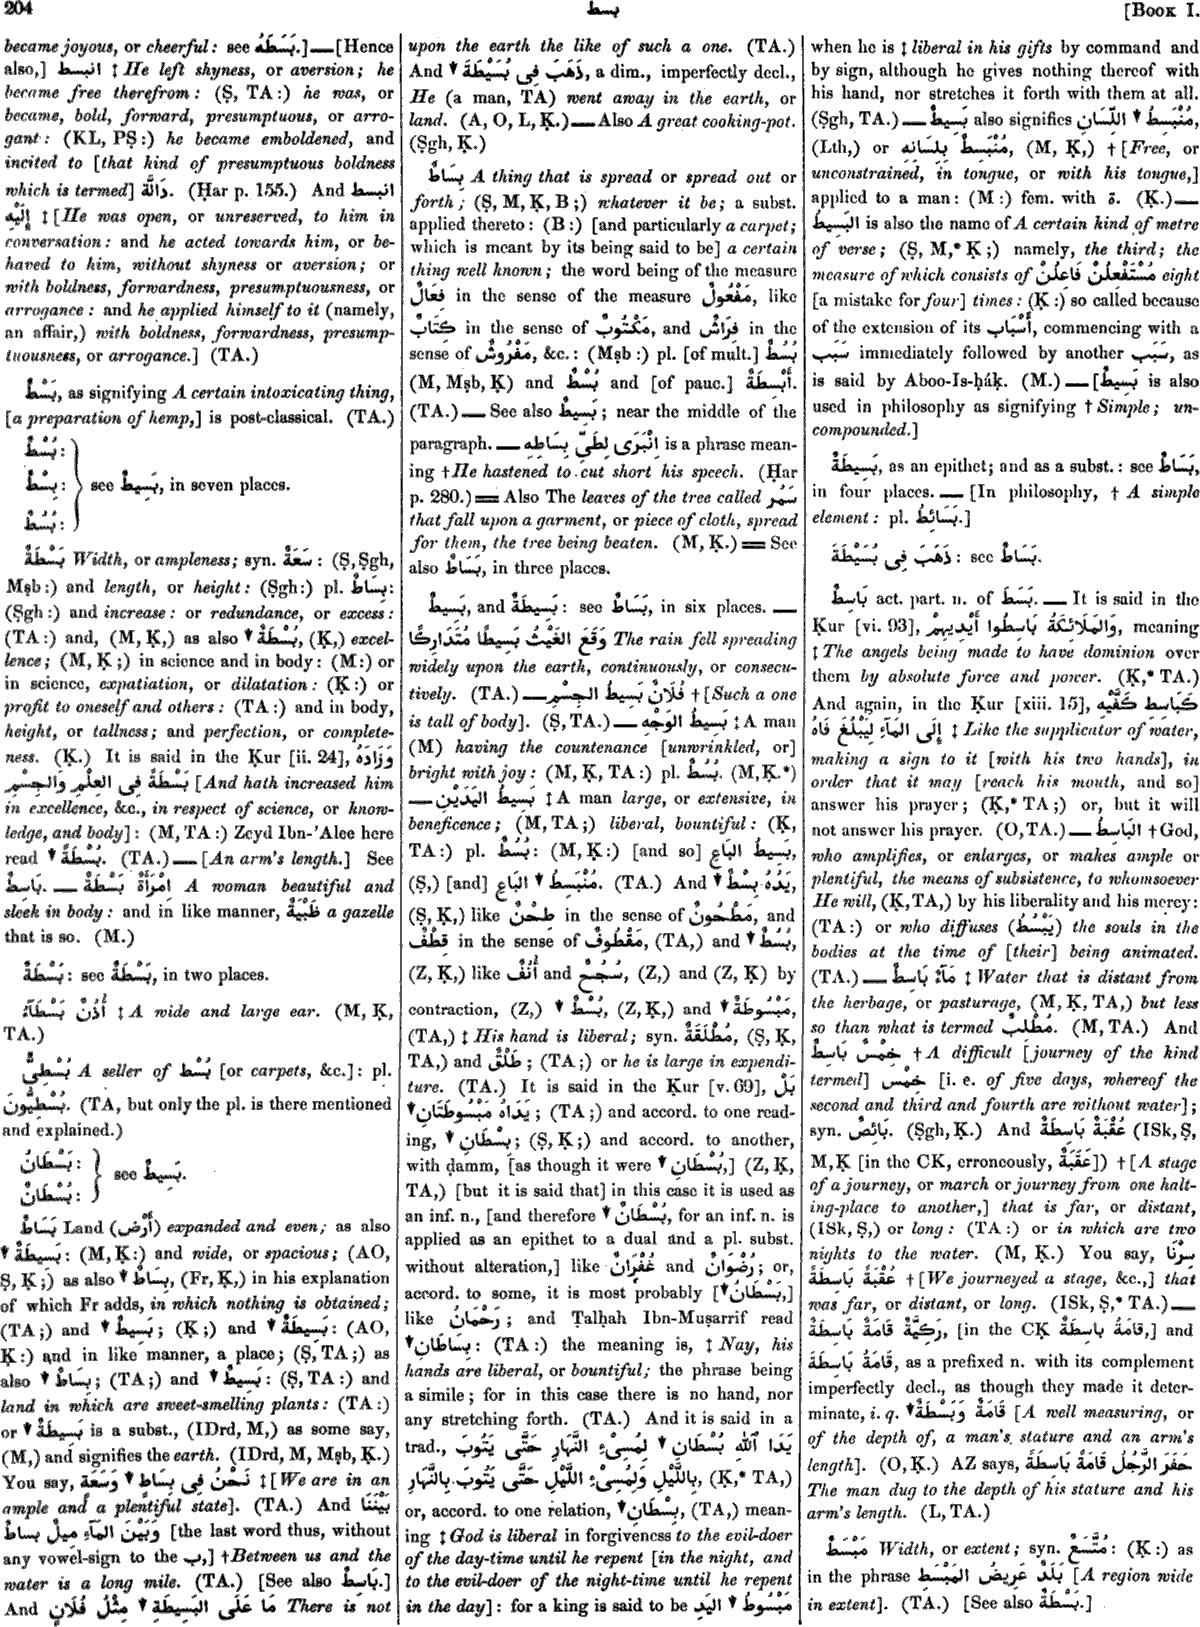 204
بسط
[BOOK I.
became joyous, or cheerful: see بَسَطَهُ.]—[Hence
also,] انبسط ‡ He left shyness, or aversion; he
became free therefrom: (Ṣ, TA:) he was, or
became, bold, forward, presumptuous, or arro-
gant: (KL, PṢ:) he became emboldened, and
incited to [that kind of presumptuous boldness
which is termed] دَالَّة. (Ḥar p. 155.) And انبسط
إِلَيْهِ ‡ [He was open, or unreserved, to him in
conversation: and he acted towards him, or be-
haved to him, without shyness or aversion; or
with boldness, forwardness, presumptuousness, or
arrogance: and he applied himself to it (namely,
an affair,) with boldness, forwardness, presump-
tuousness, or arrogance.] (TA.)
بَسْطٌ, as signifying A certain intoxicating thing,
[a preparation of hemp,] is post-classical. (TA.)
بُسْطٌ:
بِسْطٌ: see بَسِيطٌ, in seven places.
بُسُطٌ:
بَسْطَةٌ Width, or ampleness; syn. سَعَةٌ: (Ṣ, Ṣgh,
Mṣb:) and length, or height: (Ṣgh:) pl. بِسَاطٌ:
(Ṣgh:) and increase: or redundance, or excess:
(TA:) and, (M, Ḳ,) as also ▼ بُسْطَةٌ, (Ḳ,) excel-
lence; (M, Ḳ;) in science and in body: (M:) or
in science, expatiation, or dilatation: (Ḳ:) or
profit to oneself and others: (TA:) and in body,
height, or tallness; and perfection, or complete-
ness. (Ḳ.) It is said in the Ḳur [ii. 24], وَزَادَهُ
بَسْطَةً فِى العِلْمِ وَالجِسْمِ [And hath increased him
in excellence, &c., in respect of science, or know-
ledge, and body]: (M, TA:) Zeyd Ibn-'Alee here
read ▼ بُسْطَةً. (TA.)—[An arm's length.] See
بَاسِطٌ.—اِمْرَأَةٌ بَسْطَةٌ A woman beautiful and
sleek in body: and in like manner, ظَبْيَةٌ a gazelle
that is so. (M.)
بُسْطَةٌ: see بَسْطَةٌ, in two places.
أُذُنٌ بَسْطَآءُ ‡ A wide and large ear. (M, Ḳ,
TA.)
بُسْطِىٌّ A seller of بُسْط [or carpets, &c.]: pl.
بُسْطِيُّونَ. (TA, but only the pl. is there mentioned
and explained.)
بَسْطَانُ:
see بَسِيطٌ.
بُسْطَانٌ:
بَسَاطٌ Land (أَرْض) expanded and even; as also
▼ بَسِيطَةٌ: (M, Ḳ:) and wide, or spacious; (AO,
Ṣ, Ḳ;) as also ▼ بِسَاطٌ, (Fr, Ḳ,) in his explanation
of which Fr adds, in which nothing is obtained;
(TA;) and ▼ بَسِيطٌ; (Ḳ;) and ▼ بَسِيطَةٌ: (AO,
Ḳ:) and in like manner, a place; (Ṣ, TA;) as
also ▼ بِسَاطٌ; (TA;) and ▼ بَسِيطٌ: (Ṣ, TA:) and
land in which are sweet-smelling plants: (TA:)
or ▼ بَسِيطَةٌ is a subst., (IDrd, M,) as some say,
(M,) and signifies the earth. (IDrd, M, Mṣb, Ḳ.)
You say, نَحْنُ فِى بِسَاطٍ ▼ وَسَعَةٍ ‡ [We are in an
ample and a plentiful state]. (TA.) And بَيْنَنَا
وَبَيْنَ المَآءِ مِيلٌ بساطٌ [the last word thus, without
any vowel-sign to the ب,] † Between us and the
water is a long mile. (TA.) [See also بَاسِطٌ.]
And مَا عَلَى البَسِيطَةِ ▼ مِثْلُ فُلَانٍ There is not
upon the earth the like of such a one. (TA.)
And ▼ ذَهَبَ فِى بُسَيْطَةَ, a dim., imperfectly decl.,
He (a man, TA) went away in the earth, or
land. (A, O, L, Ḳ.)—Also A great cooking-pot.
(Ṣgh, Ḳ.)
بِسَاطٌ A thing that is spread or spread out or
forth; (Ṣ, M, Ḳ, B;) whatever it be; a subst.
applied thereto: (B:) [and particularly a carpet;
which is meant by its being said to be] a certain
thing well known; the word being of the measure
فِعَالٌ in the sense of the measure مَفْعُولٌ, like
كِتَابٌ in the sense of مَكْتُوبٌ, and فِرَاشٌ in the
sense of مَفْرُوشٌ, &c.: (Mṣb:) pl. [of mult.] بُسُطٌ
(M, Mṣb, Ḳ) and بُسْطٌ and [of pauc.] أَبْسِطَةٌ.
(TA.)—See also بَسِيطٌ; near the middle of the
paragraph.—اِنْبَرَى لِطَىِّ بِسَاطِهِ is a phrase mean-
ing † He hastened to cut short his speech. (Ḥar
p. 280.)=Also The leaves of the tree called سَمُر
that fall upon a garment, or piece of cloth, spread
for them, the tree being beaten. (M, Ḳ.)=See
also بَسَاطٌ, in three places.
بَسِيطٌ, and بَسِيطَةٌ: see بَسَاطٌ, in six places.—
وَقَعَ الغَيْثُ بَسِيطًا مُتَدَارِكًا The rain fell spreading
widely upon the earth, continuously, or consecu-
tively. (TA.)—فُلَانٌ بَسِيطُ الجِسْمِ † [Such a one
is tall of body]. (Ṣ, TA.)—بَسِيطُ الوَجْهِ ‡ A man
(M) having the countenance [unwrinkled, or]
bright with joy: (M, Ḳ, TA:) pl. بُسُطٌ. (M, Ḳ.*)
—بَسِيطُ اليَدَيْنِ ‡ A man large, or extensive, in
beneficence; (M, TA;) liberal, bountiful: (Ḳ,
TA:) pl. بُسُطٌ: (M, Ḳ:) [and so] بَسِيطُ البَاعِ,
(Ṣ,) [and] مُنْبَسِطُ ▼ البَاعِ. (TA.) And ▼ يَدُهُ بِسْطٌ,
(Ṣ, Ḳ,) like طِحْنٌ in the sense of مَطْحُونٌ, and
قِطْفٌ in the sense of مَقْطُوفٌ, (TA,) and ▼ بُسُطٌ,
(Z, Ḳ,) like أُنُفٌ and سُجُحٌ, (Z,) and (Z, Ḳ) by
contraction, (Z,) ▼ بُسْطٌ, (Z, Ḳ,) and ▼ مَبْسُوطَةٌ,
(TA,) ‡ His hand is liberal; syn. مُطْلَقَةٌ, (Ṣ, Ḳ,
TA,) and طَلْقٌ; (TA;) or he is large in expendi-
ture. (TA.) It is said in the Ḳur [v. 69], بَلْ
▼ يَدَاهُ مَبْسُوطَتَانِ; (TA;) and accord. to one read-
ing, ▼ بِسْطَانِ; (Ṣ, Ḳ;) and accord. to another,
with ḍamm, [as though it were ▼ بُسْطَانِ,] (Z, Ḳ,
TA,) [but it is said that] in this case it is used as
an inf. n., [and therefore ▼ بُسْطَانٌ, for an inf. n. is
applied as an epithet to a dual and a pl. subst.
without alteration,] like غُفْرَانٌ and رُضْوَانٌ; or,
accord. to some, it is most probably [▼ بَسْطَانُ,]
like رَحْمَانُ; and Ṭalḥah Ibn-Muṣarrif read
▼ بِسَاطَانِ: (TA:) the meaning is, ‡ Nay, his
hands are liberal, or bountiful; the phrase being
a simile; for in this case there is no hand, nor
any stretching forth. (TA.) And it is said in a
trad., يَدَا ٱللّٰهِ بُسْطَانِ ▼ لِمُسِىْءِ النَّهَارِ حَتَّى يَتُوبَ
بِاللَّيْلِ وَلِمُسِىْءِ اللَّيْلِ حَتَّى يَتُوبَ بِالنَّهَارِ, (Ḳ,* TA,)
or, accord. to one relation, ▼ بِسْطَانِ, (TA,) mean-
ing ‡ God is liberal in forgiveness to the evil-doer
of the day-time until he repent [in the night, and
to the evil-doer of the night-time until he repent
in the day]: for a king is said to be مَبْسُوطُ ▼ اليَدِ
when he is ‡ liberal in his gifts by command and
by sign, although he gives nothing thereof with
his hand, nor stretches it forth with them at all.
(Ṣgh, TA.)—بَسِيطٌ also signifies مُنْبَسِطُ ▼ اللِّسَانِ,
(Lth,) or مُنْبَسِطٌ بِلِسَانِهِ, (M, Ḳ,) † [Free, or
unconstrained, in tongue, or with his tongue,]
applied to a man: (M:) fem. with ة. (Ḳ.)—
البَسِيطُ is also the name of A certain kind of metre
of verse; (Ṣ, M,* Ḳ;) namely, the third; the
measure of which consists of مُسْتَفْعِلُنْ فَاعِلُنْ eight
[a mistake for four] times: (Ḳ:) so called because
of the extension of its أَسْبَاب, commencing with a
سَبَب immediately followed by another سَبَب, as
is said by Aboo-Is-ḥáḳ. (M.)—[بَسِيطٌ is also
used in philosophy as signifying † Simple; un-
compounded.]
بَسِيطَةٌ, as an epithet; and as a subst.: see بَسَاطٌ,
in four places.—[In philosophy, † A simple
element: pl. بَسَائِطُ.]
ذَهَبَ فِى بُسَيْطَةَ: see بَسَاطٌ.
بَاسِطٌ act. part. n. of بَسَطَ.—It is said in the
Ḳur [vi. 93], وَالمَلَائِكَةُ بَاسِطُوا أَيْدِيهِمْ, meaning
‡ The angels being made to have dominion over
them by absolute force and power. (Ḳ,* TA.)
And again, in the Ḳur [xiii. 15], كَبَاسِطِ كَفَّيْهِ
إِلَى المَآءِ لِيَبْلُغَ فَاهُ ‡ Like the supplicator of water,
making a sign to it [with his two hands], in
order that it may [reach his mouth, and so]
answer his prayer; (Ḳ,* TA;) or, but it will
not answer his prayer. (O, TA.)—البَاسِطُ † God,
who amplifies, or enlarges, or makes ample or
plentiful, the means of subsistence, to whomsoever
He will, (Ḳ, TA,) by his liberality and his mercy:
(TA:) or who diffuses (يَبْسُطُ) the souls in the
bodies at the time of [their] being animated.
(TA.)—مَآءٌ بَاسِطٌ ‡ Water that is distant from
the herbage, or pasturage, (M, Ḳ, TA,) but less
so than what is termed مُطْلِبٌ. (M, TA.) And
خِمْسٌ بَاسِطٌ † A difficult [journey of the kind
termed] خِمْس [i. e. of five days, whereof the
second and third and fourth are without water];
syn. بَائِصٌ. (Ṣgh, Ḳ.) And عُقْبَةٌ بَاسِطَةٌ (ISk, Ṣ,
M, Ḳ [in the CK, erroneously, عَقَبَةٌ]) † [A stage
of a journey, or march or journey from one halt-
ing-place to another,] that is far, or distant,
(ISk, Ṣ,) or long: (TA:) or in which are two
nights to the water. (M, Ḳ.) You say, سِرْنَا
عُقْبَةً بَاسِطَةً † [We journeyed a stage, &c.,] that
was far, or distant, or long. (ISk, Ṣ,* TA.)—
رَكِيَّةٌ قَامَةٌ بَاسِطَةٌ, [in the CK قَامَةُ بَاسِطَةٍ,] and
قَامَةُ بَاسِطَةَ, as a prefixed n. with its complement
imperfectly decl., as though they made it deter-
minate, i. q. ▼ قَامَةٌ وَبَسْطَةٌ [A well measuring, or
of the depth of, a man's stature and an arm's
length]. (O, Ḳ.) AZ says, حَفَرَ الرَّجُلُ قَامَةً بَاسِطَةً
The man dug to the depth of his stature and his
arm's length. (L, TA.)
مَبْسَطٌ Width, or extent; syn. مُتَّسَعٌ: (Ḳ:) as
in the phrase بَلَدٌ عَرِيضُ المَبْسَطِ [A region wide
in extent]. (TA.) [See also بَسْطَةٌ.]